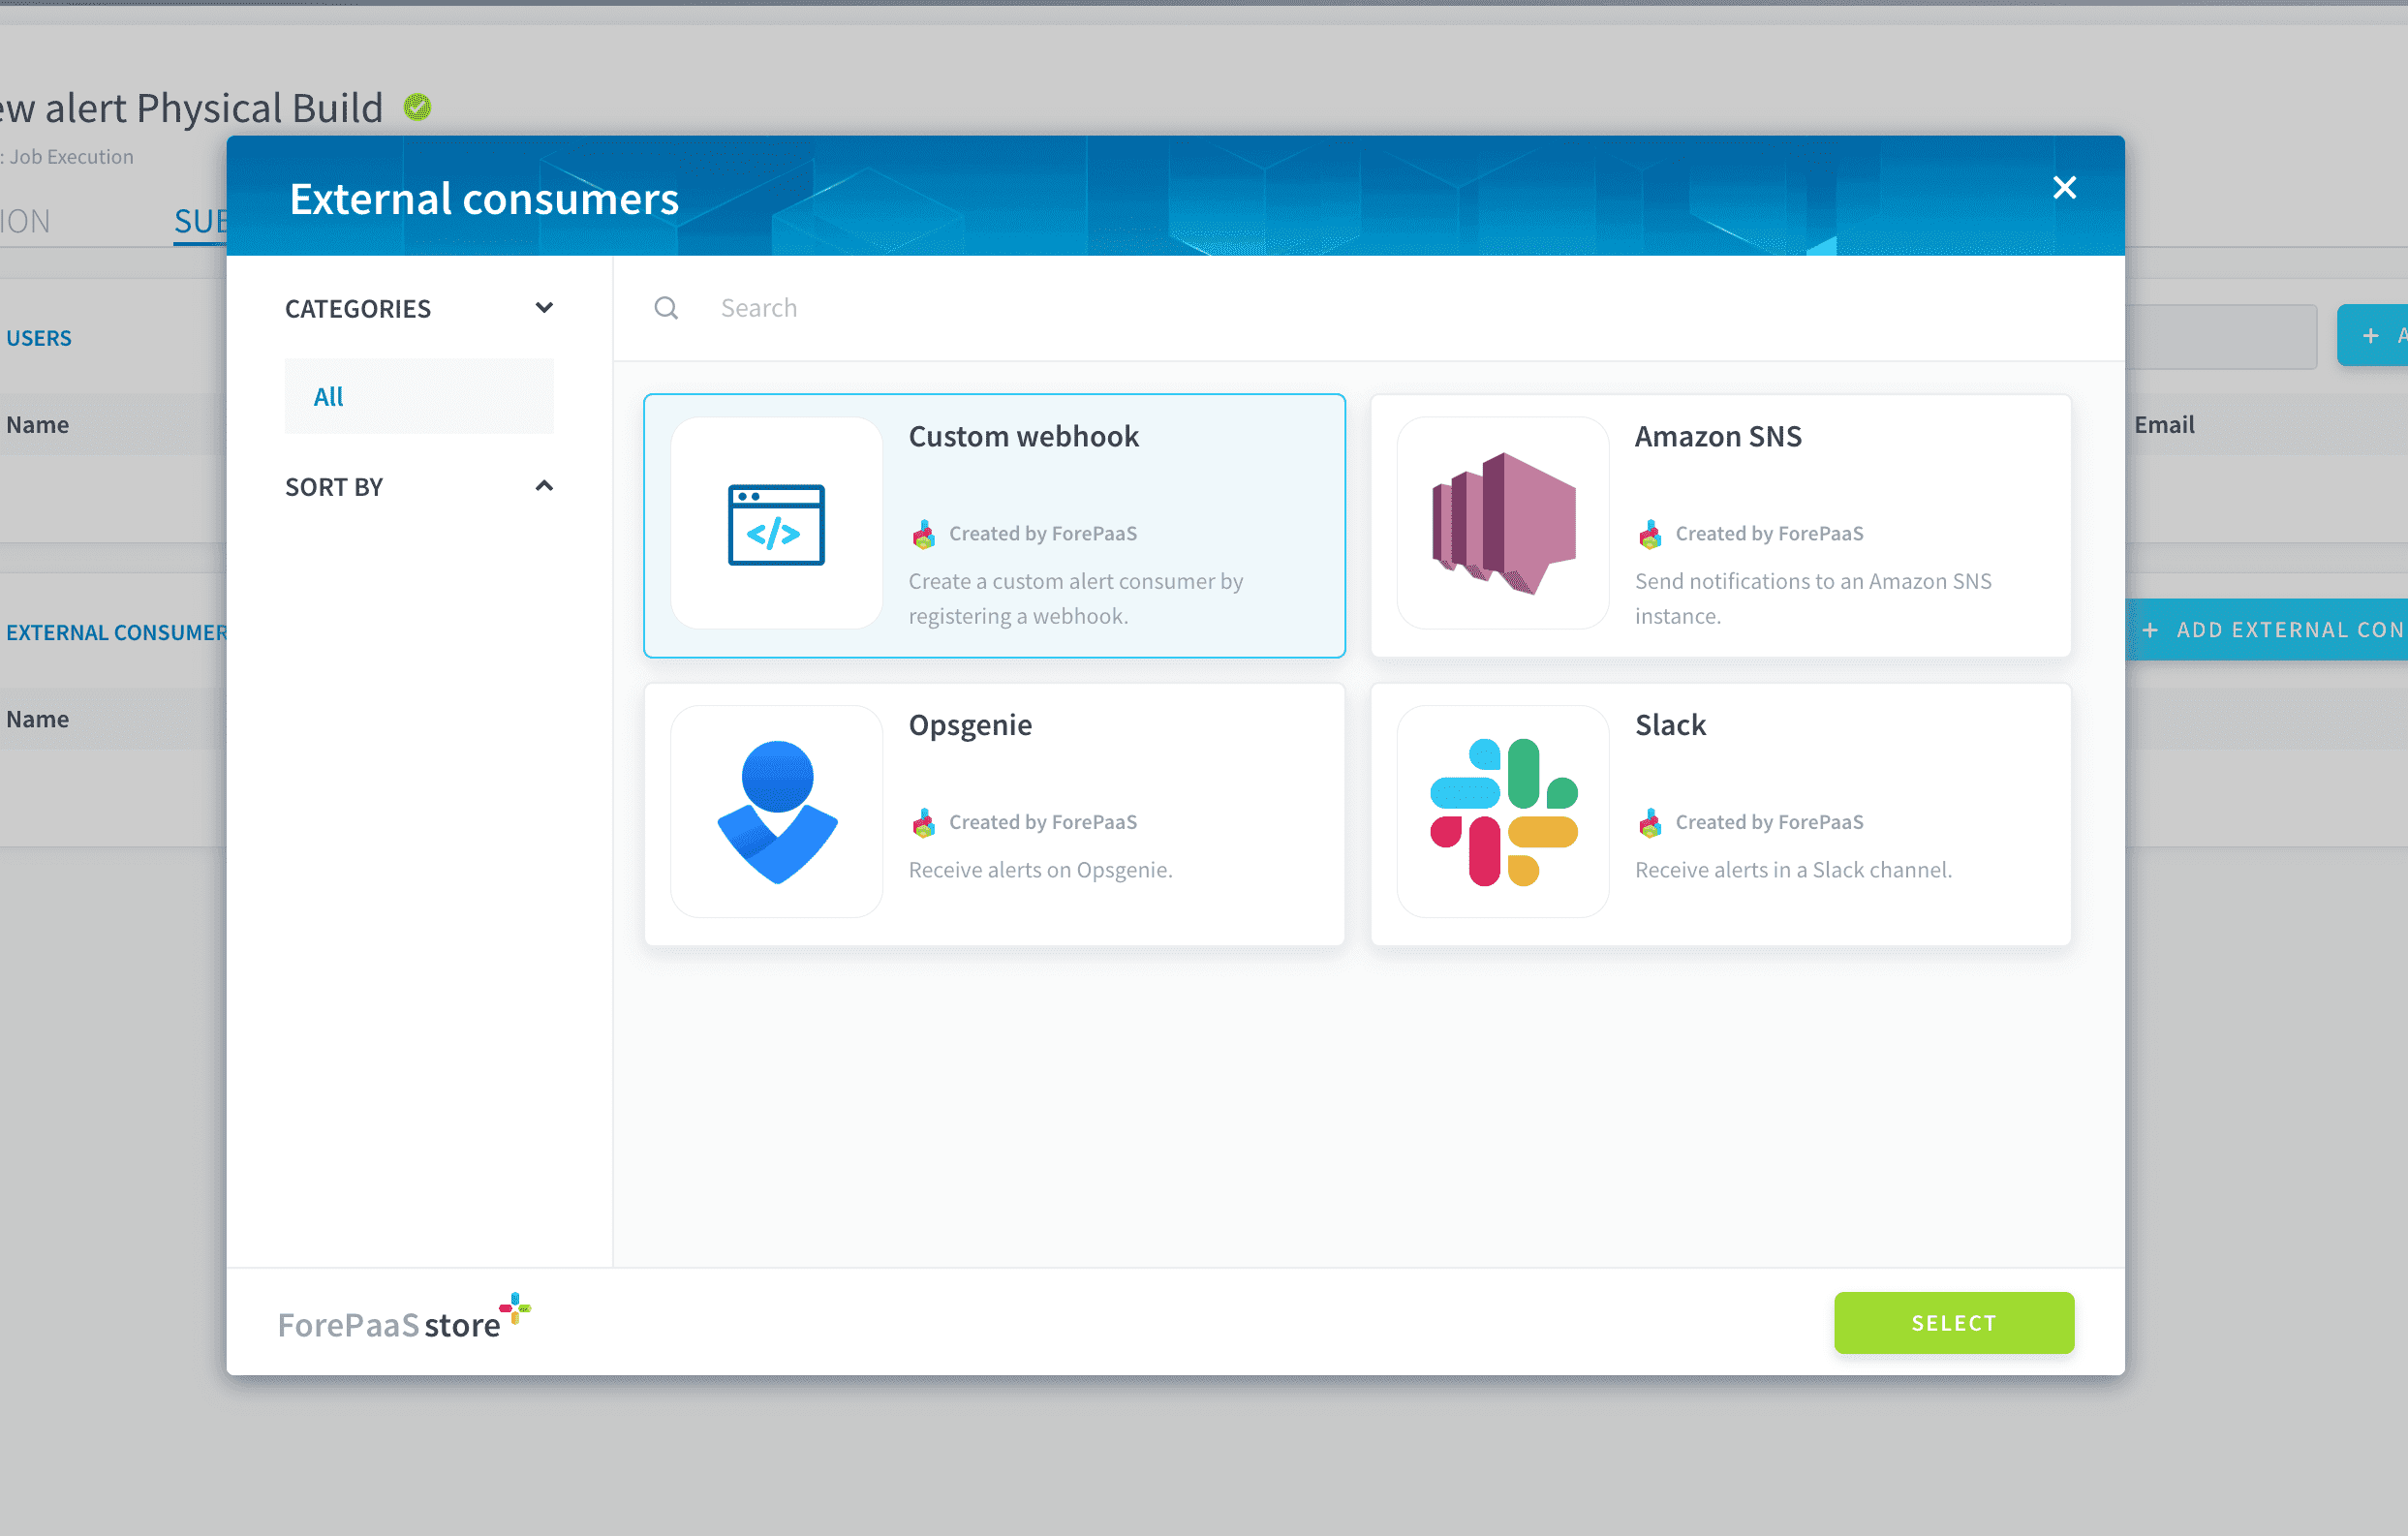 ew alert Physical Build
: Job Execution
ION
SUB
External consumers
USERS
Name
Email
EXTERNAL CONSUMER
+ ADD EXTERNAL CON
Name
+ A
CATEGORIES
All
SORT BY
Search
Custom webhook
Created by ForePaaS
Create a custom alert consumer by
registering a webhook.
Amazon SNS
Created by ForePaaS
Send notifications to an Amazon SNS
instance.
Opsgenie
Created by ForePaaS
Receive alerts on Opsgenie.
Slack
Created by ForePaaS
Receive alerts in a Slack channel.
ForePaaS store
SELECT